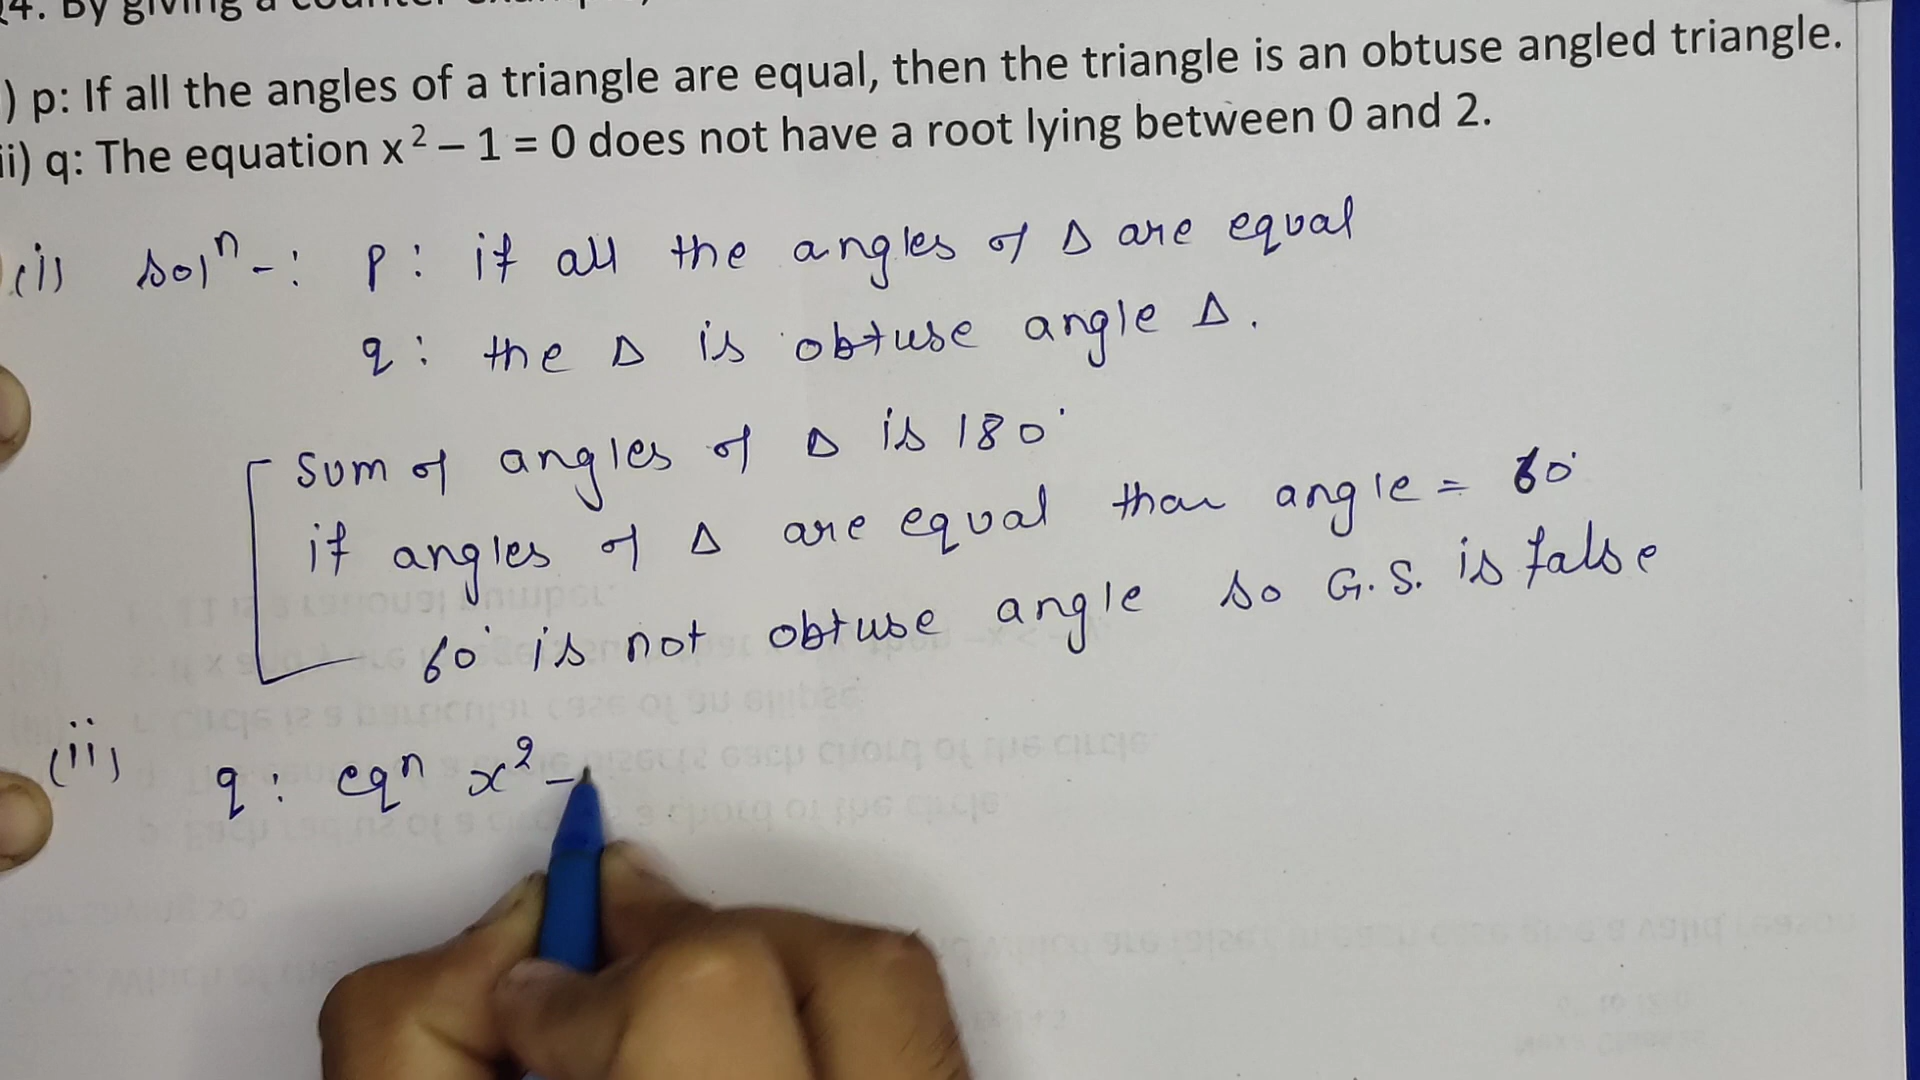 4. By giving a counter example,
) p: If all the angles of a triangle are equal, then the triangle is an obtuse angled triangle.
ii) q: The equation x² – 1 = 0 does not have a root lying between 0 and 2.
(i) Solⁿ -: p : if all the angles of Δ are equal
q : the Δ is obtuse angle Δ.
Sum of angles of Δ is 180°
if angles of Δ are equal than angle = 60°
60° is not obtuse angle so G.S. is false
(ii) q : eqⁿ x² -